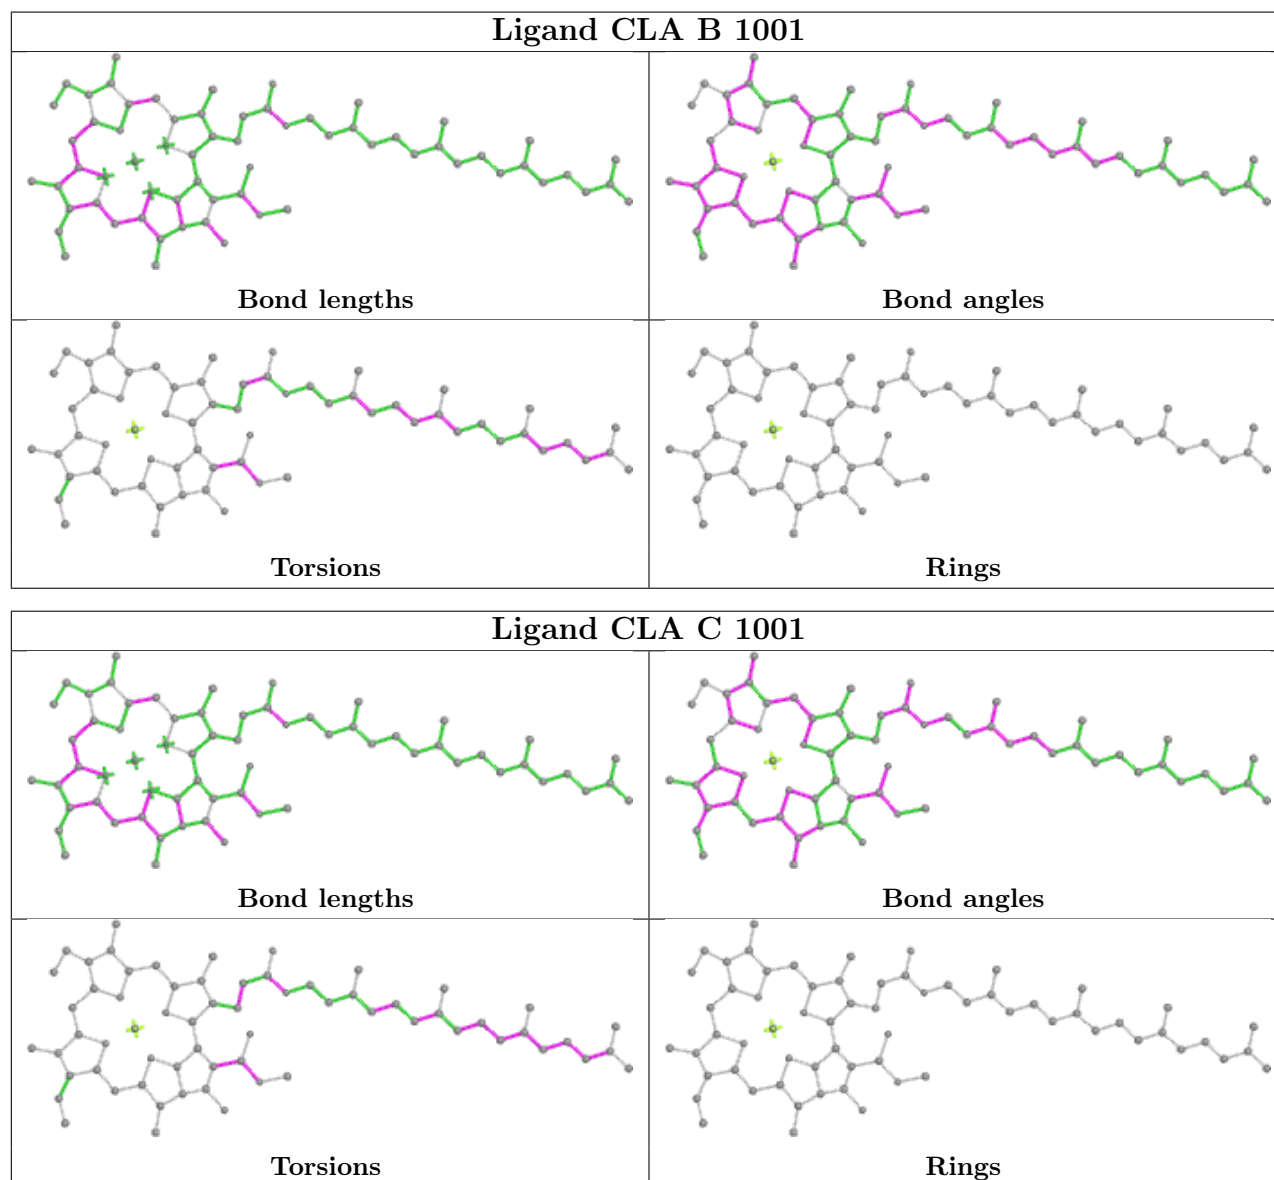 Ligand CLA B 1001
Bond lengths
Bond angles
Torsions
Rings
Ligand CLA C 1001
Bond lengths
Bond angles
Torsions
Rings